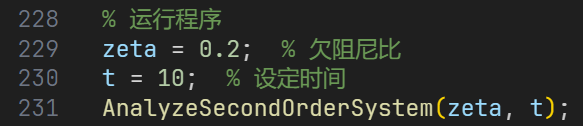 228 % 运行程序
229 zeta = 0.2; % 欠阻尼比
230 t = 10; % 设定时间
231 AnalyzeSecondOrderSystem(zeta, t);